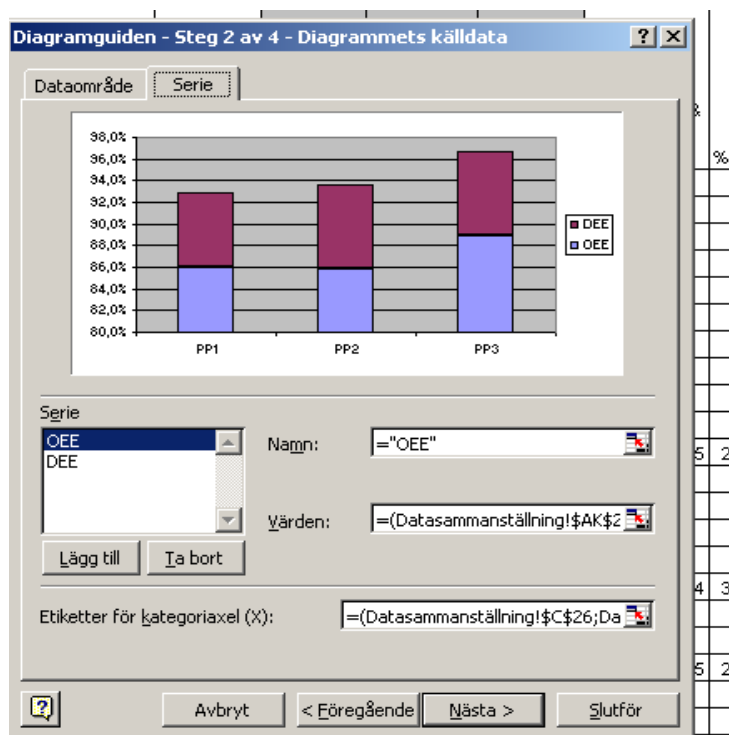 Diagramguiden - Steg 2 av 4 - Diagrammets källdata
Dataområde Serie
98,0%
96,0%
94,0%
92,0%
90,0%
88,0%
86,0%
84,0%
82,0%
80,0%
PP1 PP2 PP3
DEE
OEE
Serie
OEE
DEE
Namn: ="OEE"
Värden: =(Datasammanställning!$AK$2
Lägg till Ta bort
Etiketter för kategoriaxel (X): =(Datasammanställning!$C$26;Da
Avbryt < Föregående Nästa > Slutför
%
5 2
4 3
5 2